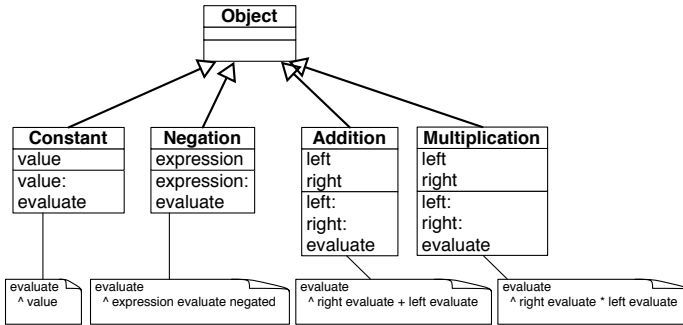 Object
Constant
value
value:
evaluate
Negation
expression
expression:
evaluate
Addition
left
right
left:
right:
evaluate
Multiplication
left
right
left:
right:
evaluate
evaluate
^ value
evaluate
^ expression evaluate negated
evaluate
^ right evaluate + left evaluate
evaluate
^ right evaluate * left evaluate